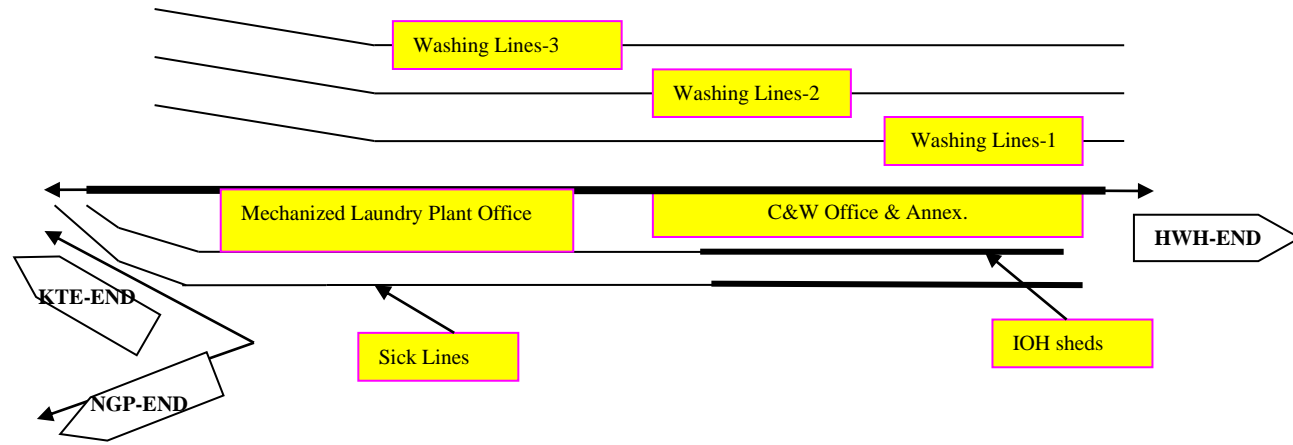 Washing Lines-3
Washing Lines-2
Washing Lines-1
Mechanized Laundry Plant Office
C&W Office & Annex.
HWH-END
KTE-END
Sick Lines
IOH sheds
NGP-END